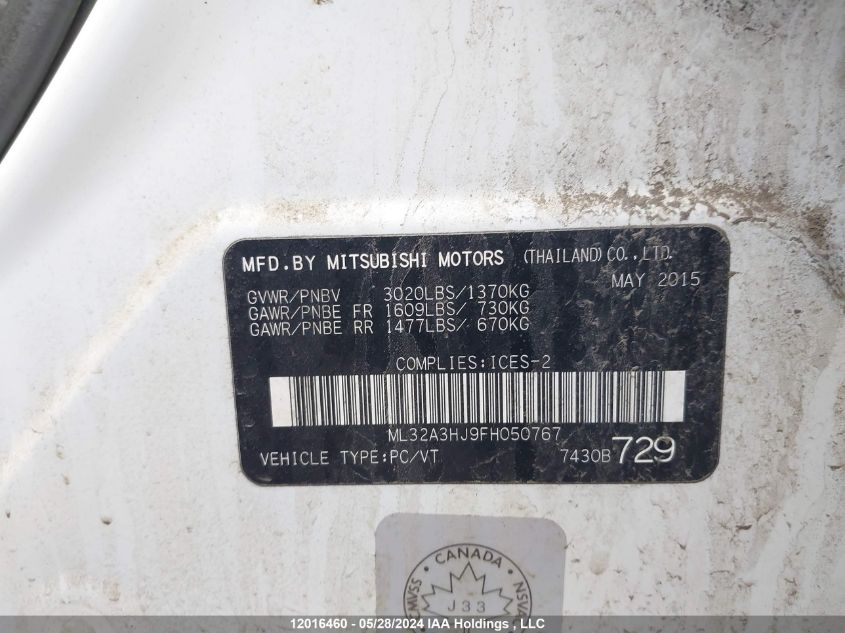 MFD.BY MITSUBISHI MOTORS (THAILAND)CO.,LTD.
MAY 2015
GVWR/PNBV 3020LBS/1370KG
GAWR/PNBE FR 1609LBS/ 730KG
GAWR/PNBE RR 1477LBS/ 670KG
COMPLIES:ICES-2
ML32A3HJ9FH050767
VEHICLE TYPE:PC/VT 7430B 729
CANADA
J33
12016460 - 05/28/2024 IAA Holdings , LLC